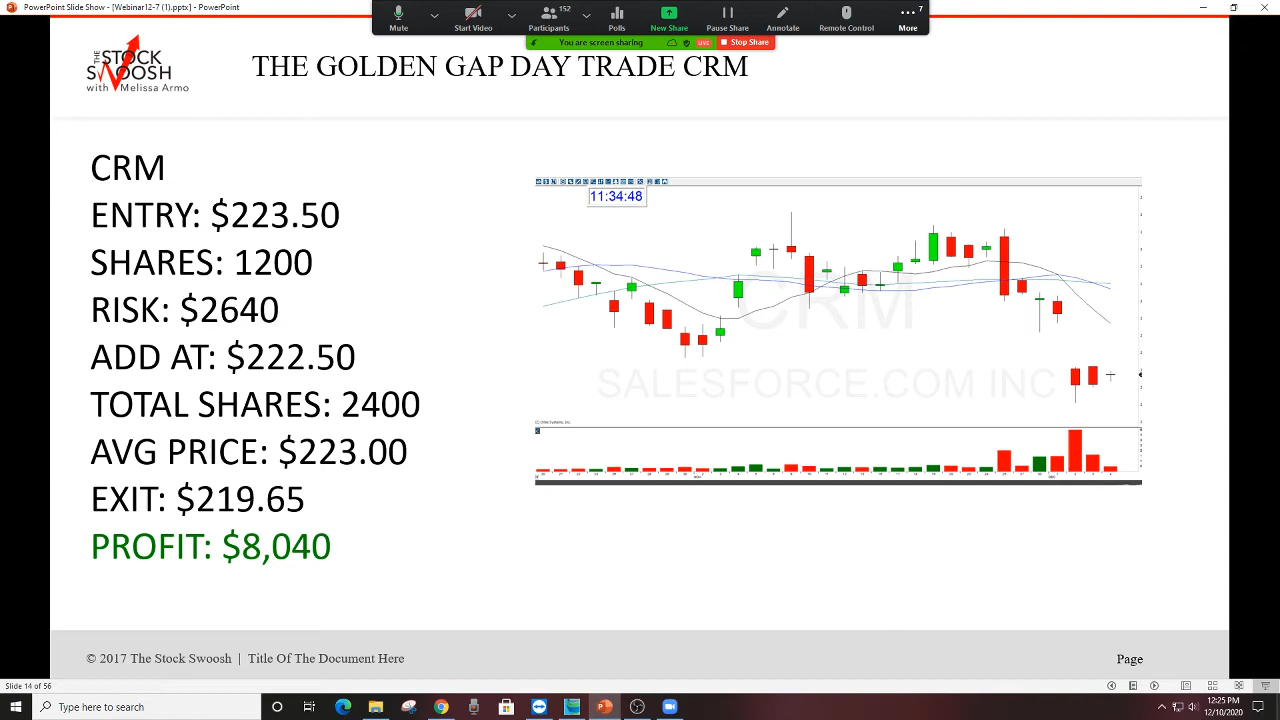 PowerPoint Slide Show - [Webinar12-7 (1).pptx] - PowerPoint
152
7
Mute
Start Video
Participants
Polls
New Share
Pause Share
Annotate
Remote Control
More
You are screen sharing
LIVE
Stop Share
THE STOCK
SWOOSH
with Melissa Armo
THE GOLDEN GAP DAY TRADE CRM
CRM
ENTRY: $223.50
SHARES: 1200
RISK: $2640
ADD AT: $222.50
TOTAL SHARES: 2400
AVG PRICE: $223.00
EXIT: $219.65
PROFIT: $8,040
11:34:48
CRM
SALESFORCE.COM INC
© 2017 The Stock Swoosh | Title Of The Document Here
Page
Slide 14 of 56
Type here to search
12:25 PM
12/10/2020